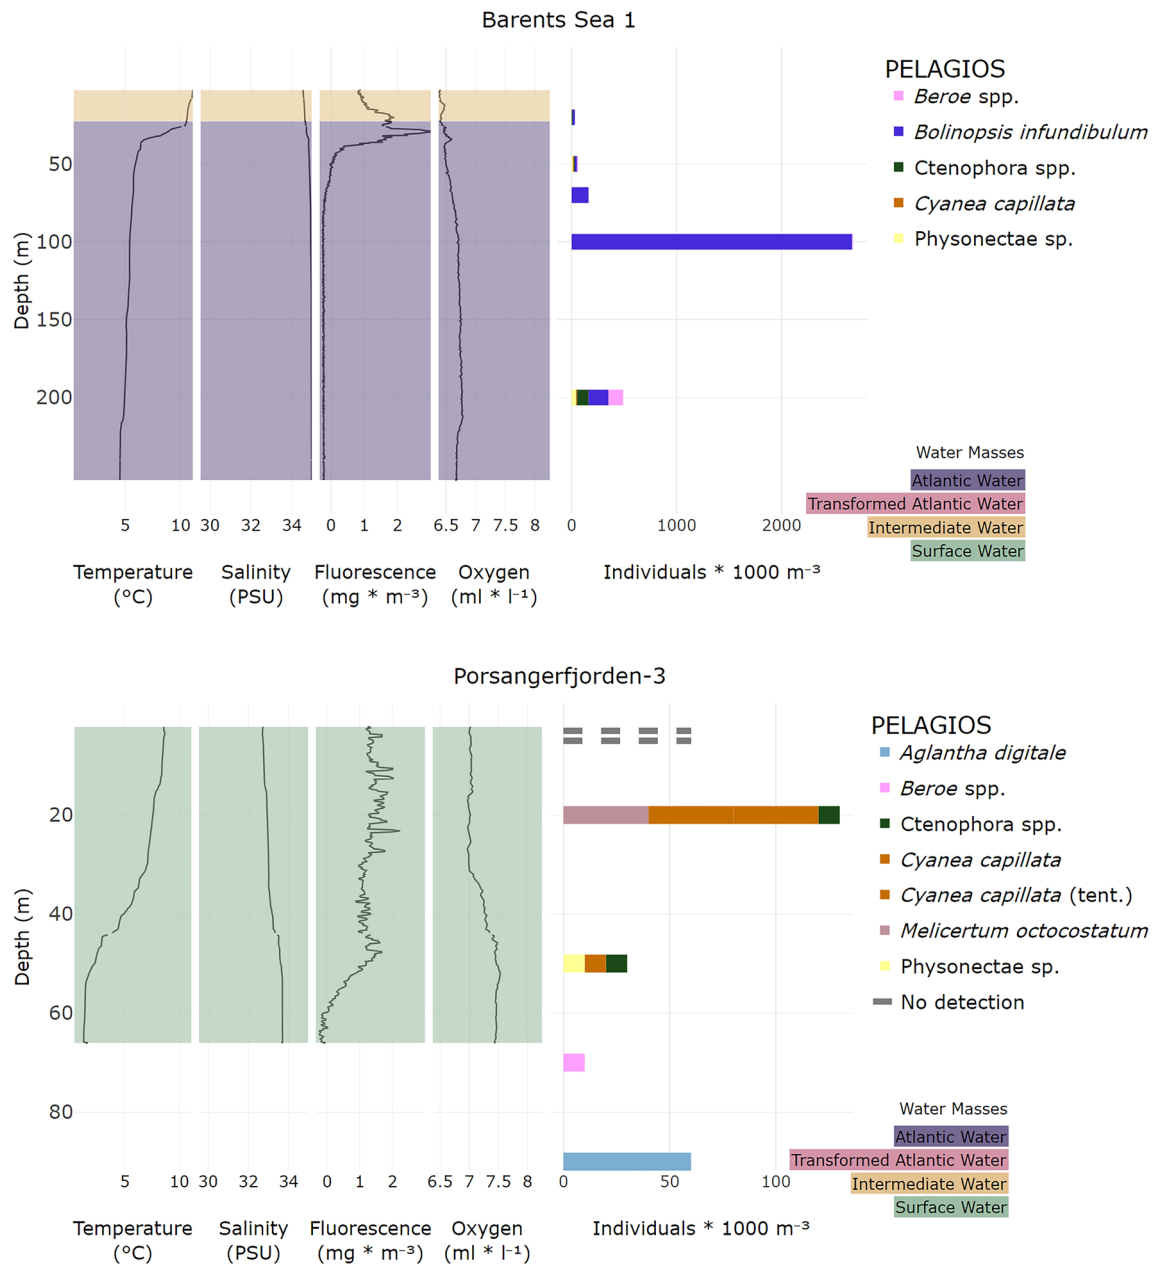 Barents Sea 1
PELAGIOS
Beroe spp.
Bolinopsis infundibulum
Ctenophora spp.
Cyanea capillata
Physonectae sp.
Depth (m)
50
100
150
200
Water Masses
Atlantic Water
Transformed Atlantic Water
Intermediate Water
Surface Water
5 10 30 32 34 0 1 2 6.5 7 7.5 8 0 1000 2000
Temperature Salinity Fluorescence Oxygen Individuals * 1000 m⁻³
(°C) (PSU) (mg * m⁻³) (ml * l⁻¹)
Porsangerfjorden-3
PELAGIOS
Aglantha digitale
Beroe spp.
Ctenophora spp.
Cyanea capillata
Cyanea capillata (tent.)
Melicertum octocostatum
Physonectae sp.
No detection
Depth (m)
20
40
60
80
Water Masses
Atlantic Water
Transformed Atlantic Water
Intermediate Water
Surface Water
5 10 30 32 34 0 1 2 6.5 7 7.5 8 0 50 100
Temperature Salinity Fluorescence Oxygen Individuals * 1000 m⁻³
(°C) (PSU) (mg * m⁻³) (ml * l⁻¹)